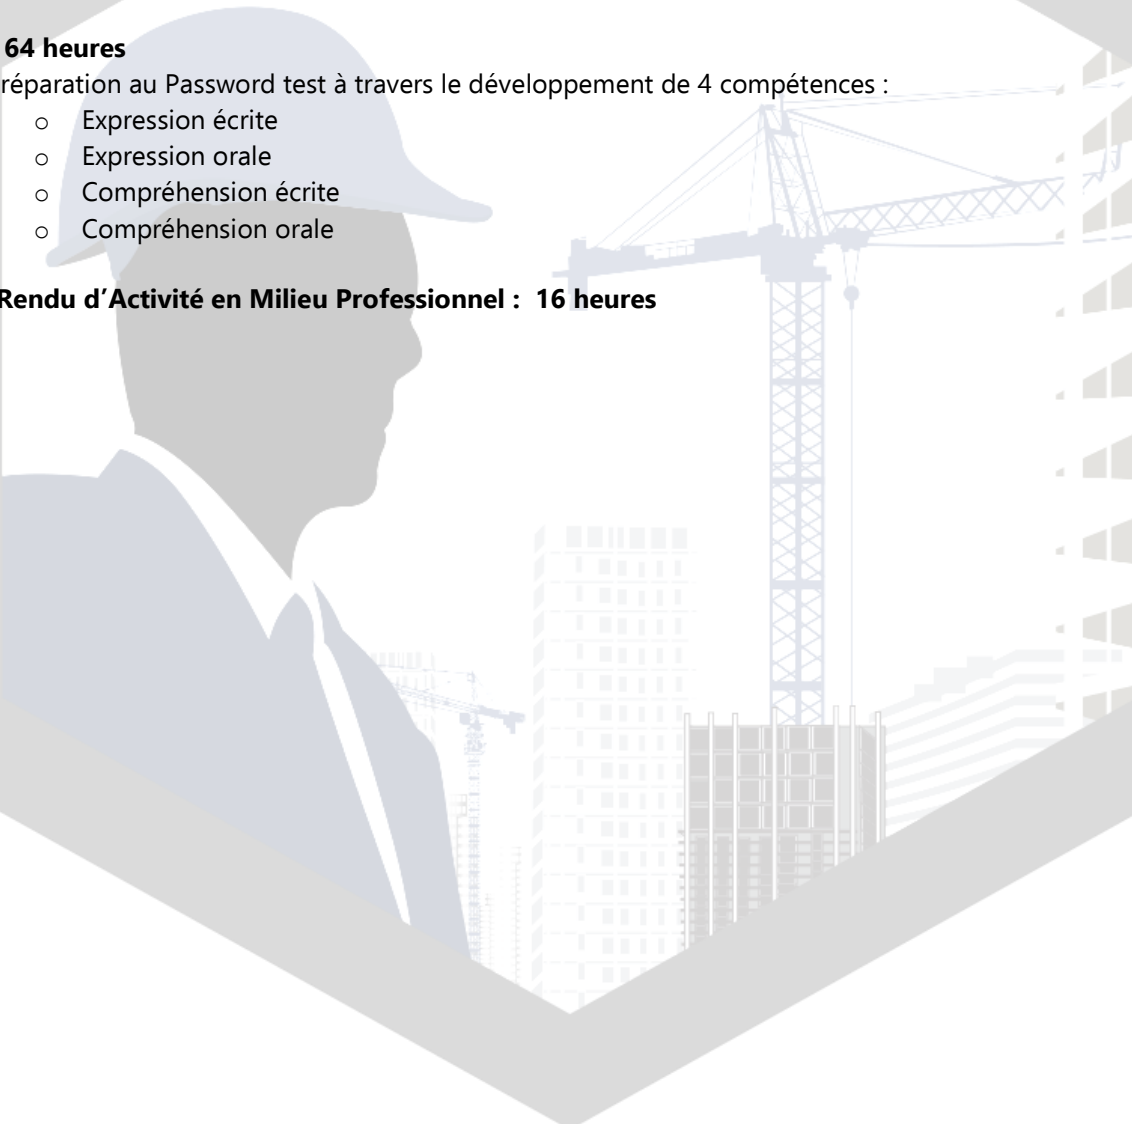 64 heures
réparation au Password test à travers le développement de 4 compétences :
o Expression écrite
o Expression orale
o Compréhension écrite
o Compréhension orale
Rendu d’Activité en Milieu Professionnel : 16 heures